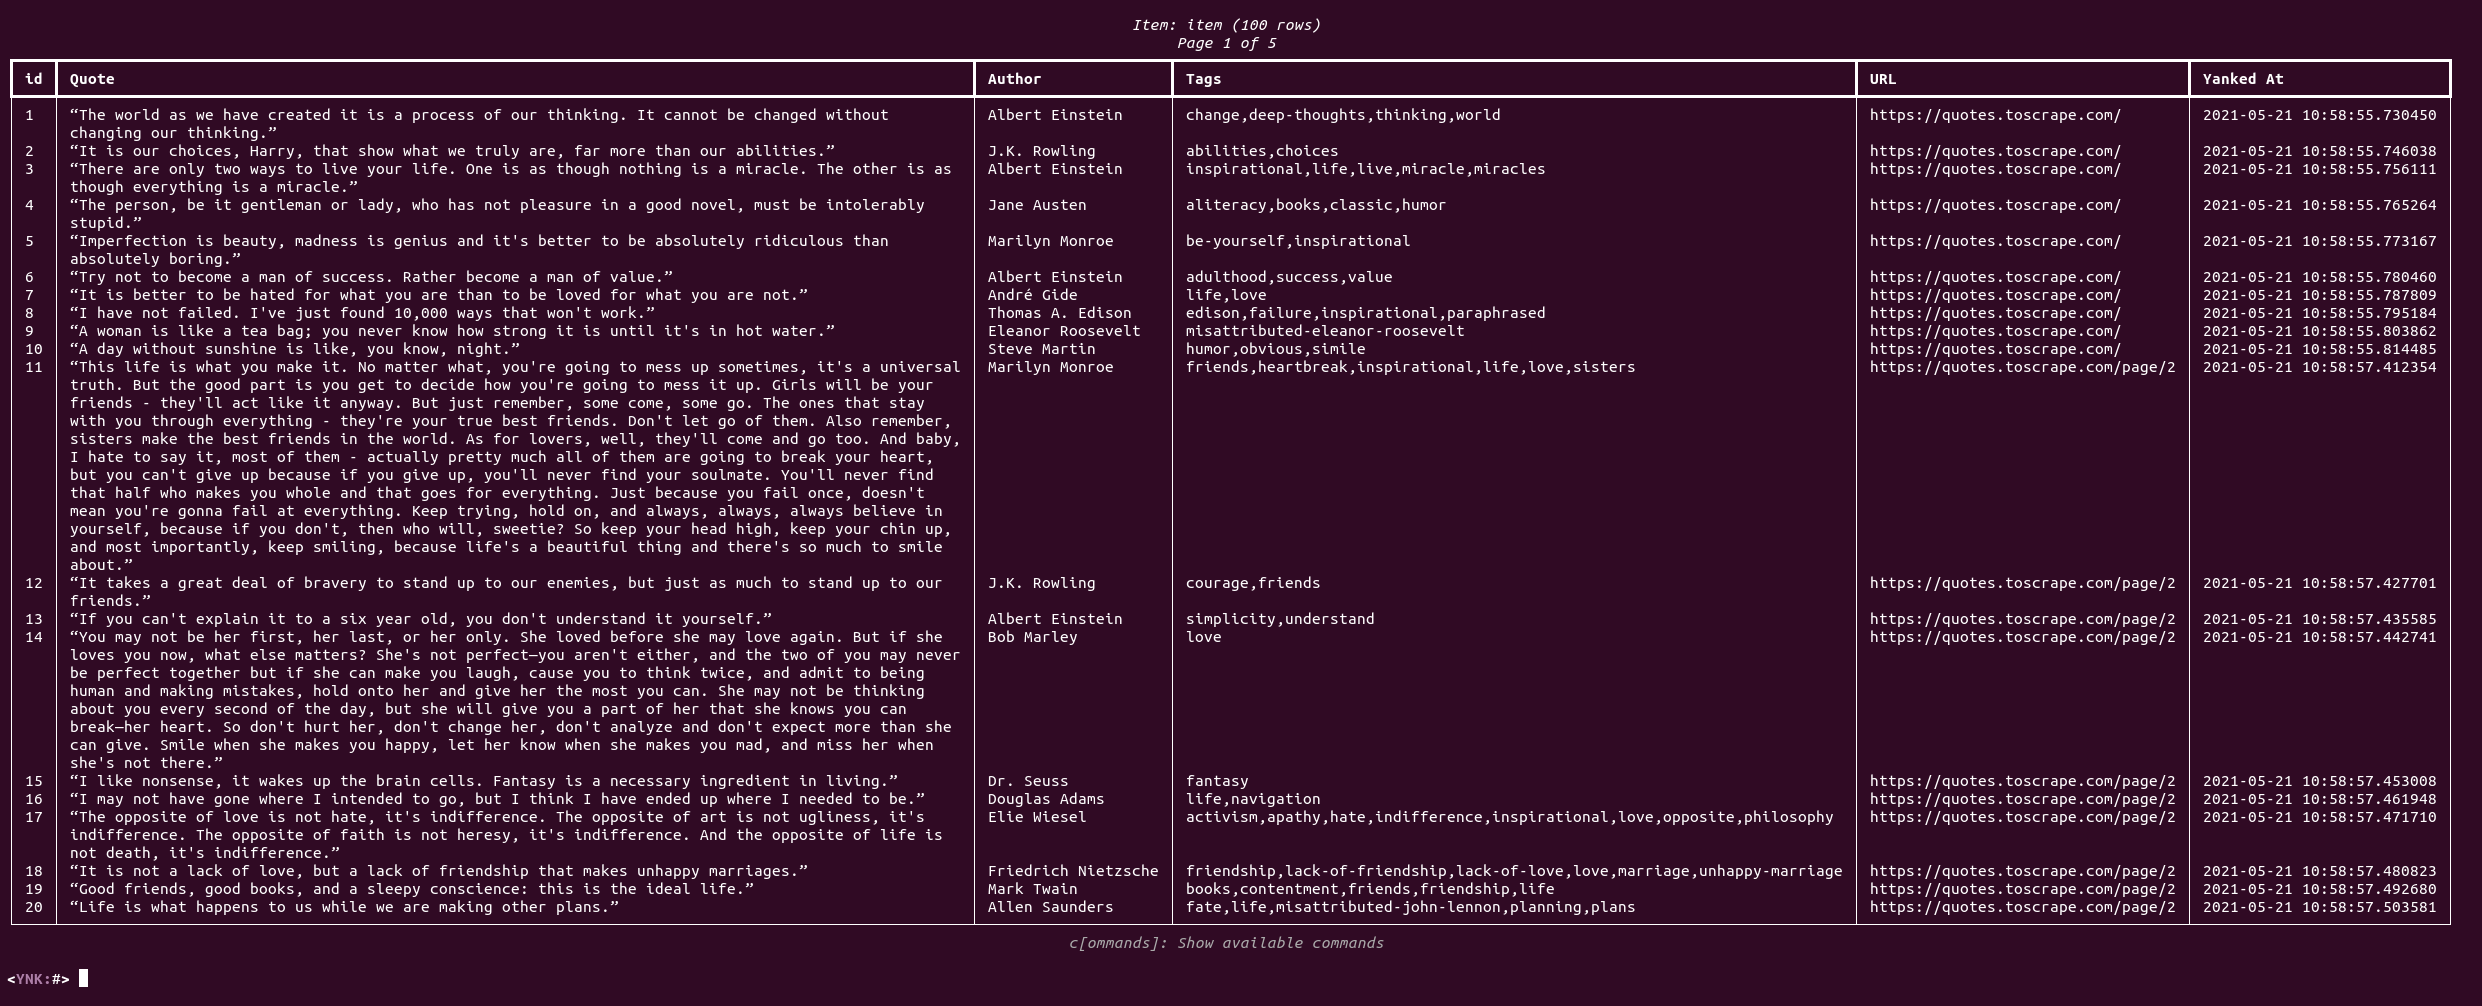 Item: item (100 rows)
Page 1 of 5
id Quote Author Tags URL Yanked At
1 “The world as we have created it is a process of our thinking. It cannot be changed without Albert Einstein change,deep-thoughts,thinking,world https://quotes.toscrape.com/ 2021-05-21 10:58:55.730450
changing our thinking.”
2 “It is our choices, Harry, that show what we truly are, far more than our abilities.” J.K. Rowling abilities,choices https://quotes.toscrape.com/ 2021-05-21 10:58:55.746038
3 “There are only two ways to live your life. One is as though nothing is a miracle. The other is as Albert Einstein inspirational,life,live,miracle,miracles https://quotes.toscrape.com/ 2021-05-21 10:58:55.756111
though everything is a miracle.”
4 “The person, be it gentleman or lady, who has not pleasure in a good novel, must be intolerably Jane Austen aliteracy,books,classic,humor https://quotes.toscrape.com/ 2021-05-21 10:58:55.765264
stupid.”
5 “Imperfection is beauty, madness is genius and it's better to be absolutely ridiculous than Marilyn Monroe be-yourself,inspirational https://quotes.toscrape.com/ 2021-05-21 10:58:55.773167
absolutely boring.”
6 “Try not to become a man of success. Rather become a man of value.” Albert Einstein adulthood,success,value https://quotes.toscrape.com/ 2021-05-21 10:58:55.780460
7 “It is better to be hated for what you are than to be loved for what you are not.” André Gide life,love https://quotes.toscrape.com/ 2021-05-21 10:58:55.787809
8 “I have not failed. I've just found 10,000 ways that won't work.” Thomas A. Edison edison,failure,inspirational,paraphrased https://quotes.toscrape.com/ 2021-05-21 10:58:55.795184
9 “A woman is like a tea bag; you never know how strong it is until it's in hot water.” Eleanor Roosevelt misattributed-eleanor-roosevelt https://quotes.toscrape.com/ 2021-05-21 10:58:55.803862
10 “A day without sunshine is like, you know, night.” Steve Martin humor,obvious,simile https://quotes.toscrape.com/ 2021-05-21 10:58:55.814485
11 “This life is what you make it. No matter what, you're going to mess up sometimes, it's a universal Marilyn Monroe friends,heartbreak,inspirational,life,love,sisters https://quotes.toscrape.com/page/2 2021-05-21 10:58:57.412354
truth. But the good part is you get to decide how you're going to mess it up. Girls will be your
friends - they'll act like it anyway. But just remember, some come, some go. The ones that stay
with you through everything - they're your true best friends. Don't let go of them. Also remember,
sisters make the best friends in the world. As for lovers, well, they'll come and go too. And baby,
I hate to say it, most of them - actually pretty much all of them are going to break your heart,
but you can't give up because if you give up, you'll never find your soulmate. You'll never find
that half who makes you whole and that goes for everything. Just because you fail once, doesn't
mean you're gonna fail at everything. Keep trying, hold on, and always, always, always believe in
yourself, because if you don't, then who will, sweetie? So keep your head high, keep your chin up,
and most importantly, keep smiling, because life's a beautiful thing and there's so much to smile
about.”
12 “It takes a great deal of bravery to stand up to our enemies, but just as much to stand up to our J.K. Rowling courage,friends https://quotes.toscrape.com/page/2 2021-05-21 10:58:57.427701
friends.”
13 “If you can't explain it to a six year old, you don't understand it yourself.” Albert Einstein simplicity,understand https://quotes.toscrape.com/page/2 2021-05-21 10:58:57.435585
14 “You may not be her first, her last, or her only. She loved before she may love again. But if she Bob Marley love https://quotes.toscrape.com/page/2 2021-05-21 10:58:57.442741
loves you now, what else matters? She's not perfect—you aren't either, and the two of you may never
be perfect together but if she can make you laugh, cause you to think twice, and admit to being
human and making mistakes, hold onto her and give her the most you can. She may not be thinking
about you every second of the day, but she will give you a part of her that she knows you can
break—her heart. So don't hurt her, don't change her, don't analyze and don't expect more than she
can give. Smile when she makes you happy, let her know when she makes you mad, and miss her when
she's not there.”
15 “I like nonsense, it wakes up the brain cells. Fantasy is a necessary ingredient in living.” Dr. Seuss fantasy https://quotes.toscrape.com/page/2 2021-05-21 10:58:57.453008
16 “I may not have gone where I intended to go, but I think I have ended up where I needed to be.” Douglas Adams life,navigation https://quotes.toscrape.com/page/2 2021-05-21 10:58:57.461948
17 “The opposite of love is not hate, it's indifference. The opposite of art is not ugliness, it's Elie Wiesel activism,apathy,hate,indifference,inspirational,love,opposite,philosophy https://quotes.toscrape.com/page/2 2021-05-21 10:58:57.471710
indifference. The opposite of faith is not heresy, it's indifference. And the opposite of life is
not death, it's indifference.”
18 “It is not a lack of love, but a lack of friendship that makes unhappy marriages.” Friedrich Nietzsche friendship,lack-of-friendship,lack-of-love,love,marriage,unhappy-marriage https://quotes.toscrape.com/page/2 2021-05-21 10:58:57.480823
19 “Good friends, good books, and a sleepy conscience: this is the ideal life.” Mark Twain books,contentment,friends,friendship,life https://quotes.toscrape.com/page/2 2021-05-21 10:58:57.492680
20 “Life is what happens to us while we are making other plans.” Allen Saunders fate,life,misattributed-john-lennon,planning,plans https://quotes.toscrape.com/page/2 2021-05-21 10:58:57.503581
c[ommands]: Show available commands
<YNK:#>